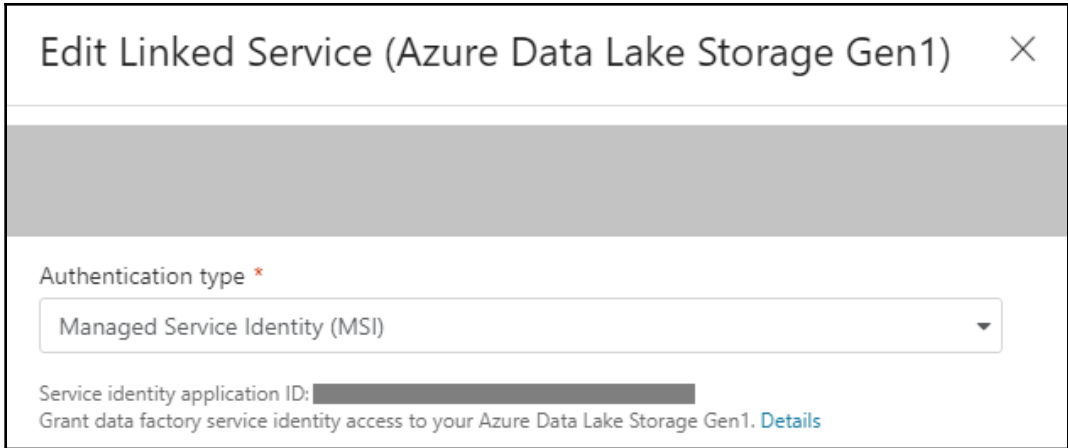 Edit Linked Service (Azure Data Lake Storage Gen1)
Authentication type *
Managed Service Identity (MSI)
Service identity application ID:
Grant data factory service identity access to your Azure Data Lake Storage Gen1. Details